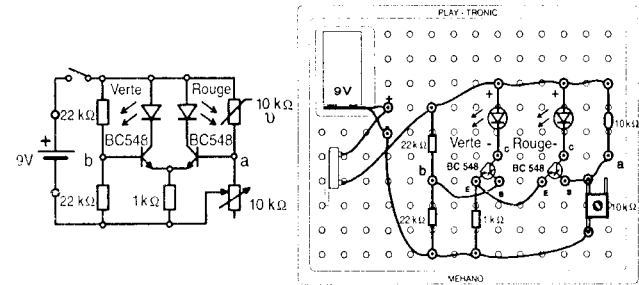 Verte Rouge
22 kΩ
10 kΩ
υ
BC548 BC548
9V
+
b a
22 kΩ
1 kΩ
10 kΩ
PLAY - TRONIC
9V
+
-
+ +
22 kΩ
Verte - Rouge-
10 kΩ
C C
b
BC 548 BC 548
a
E B E B
22 kΩ
1 kΩ
10 kΩ
MEHANO